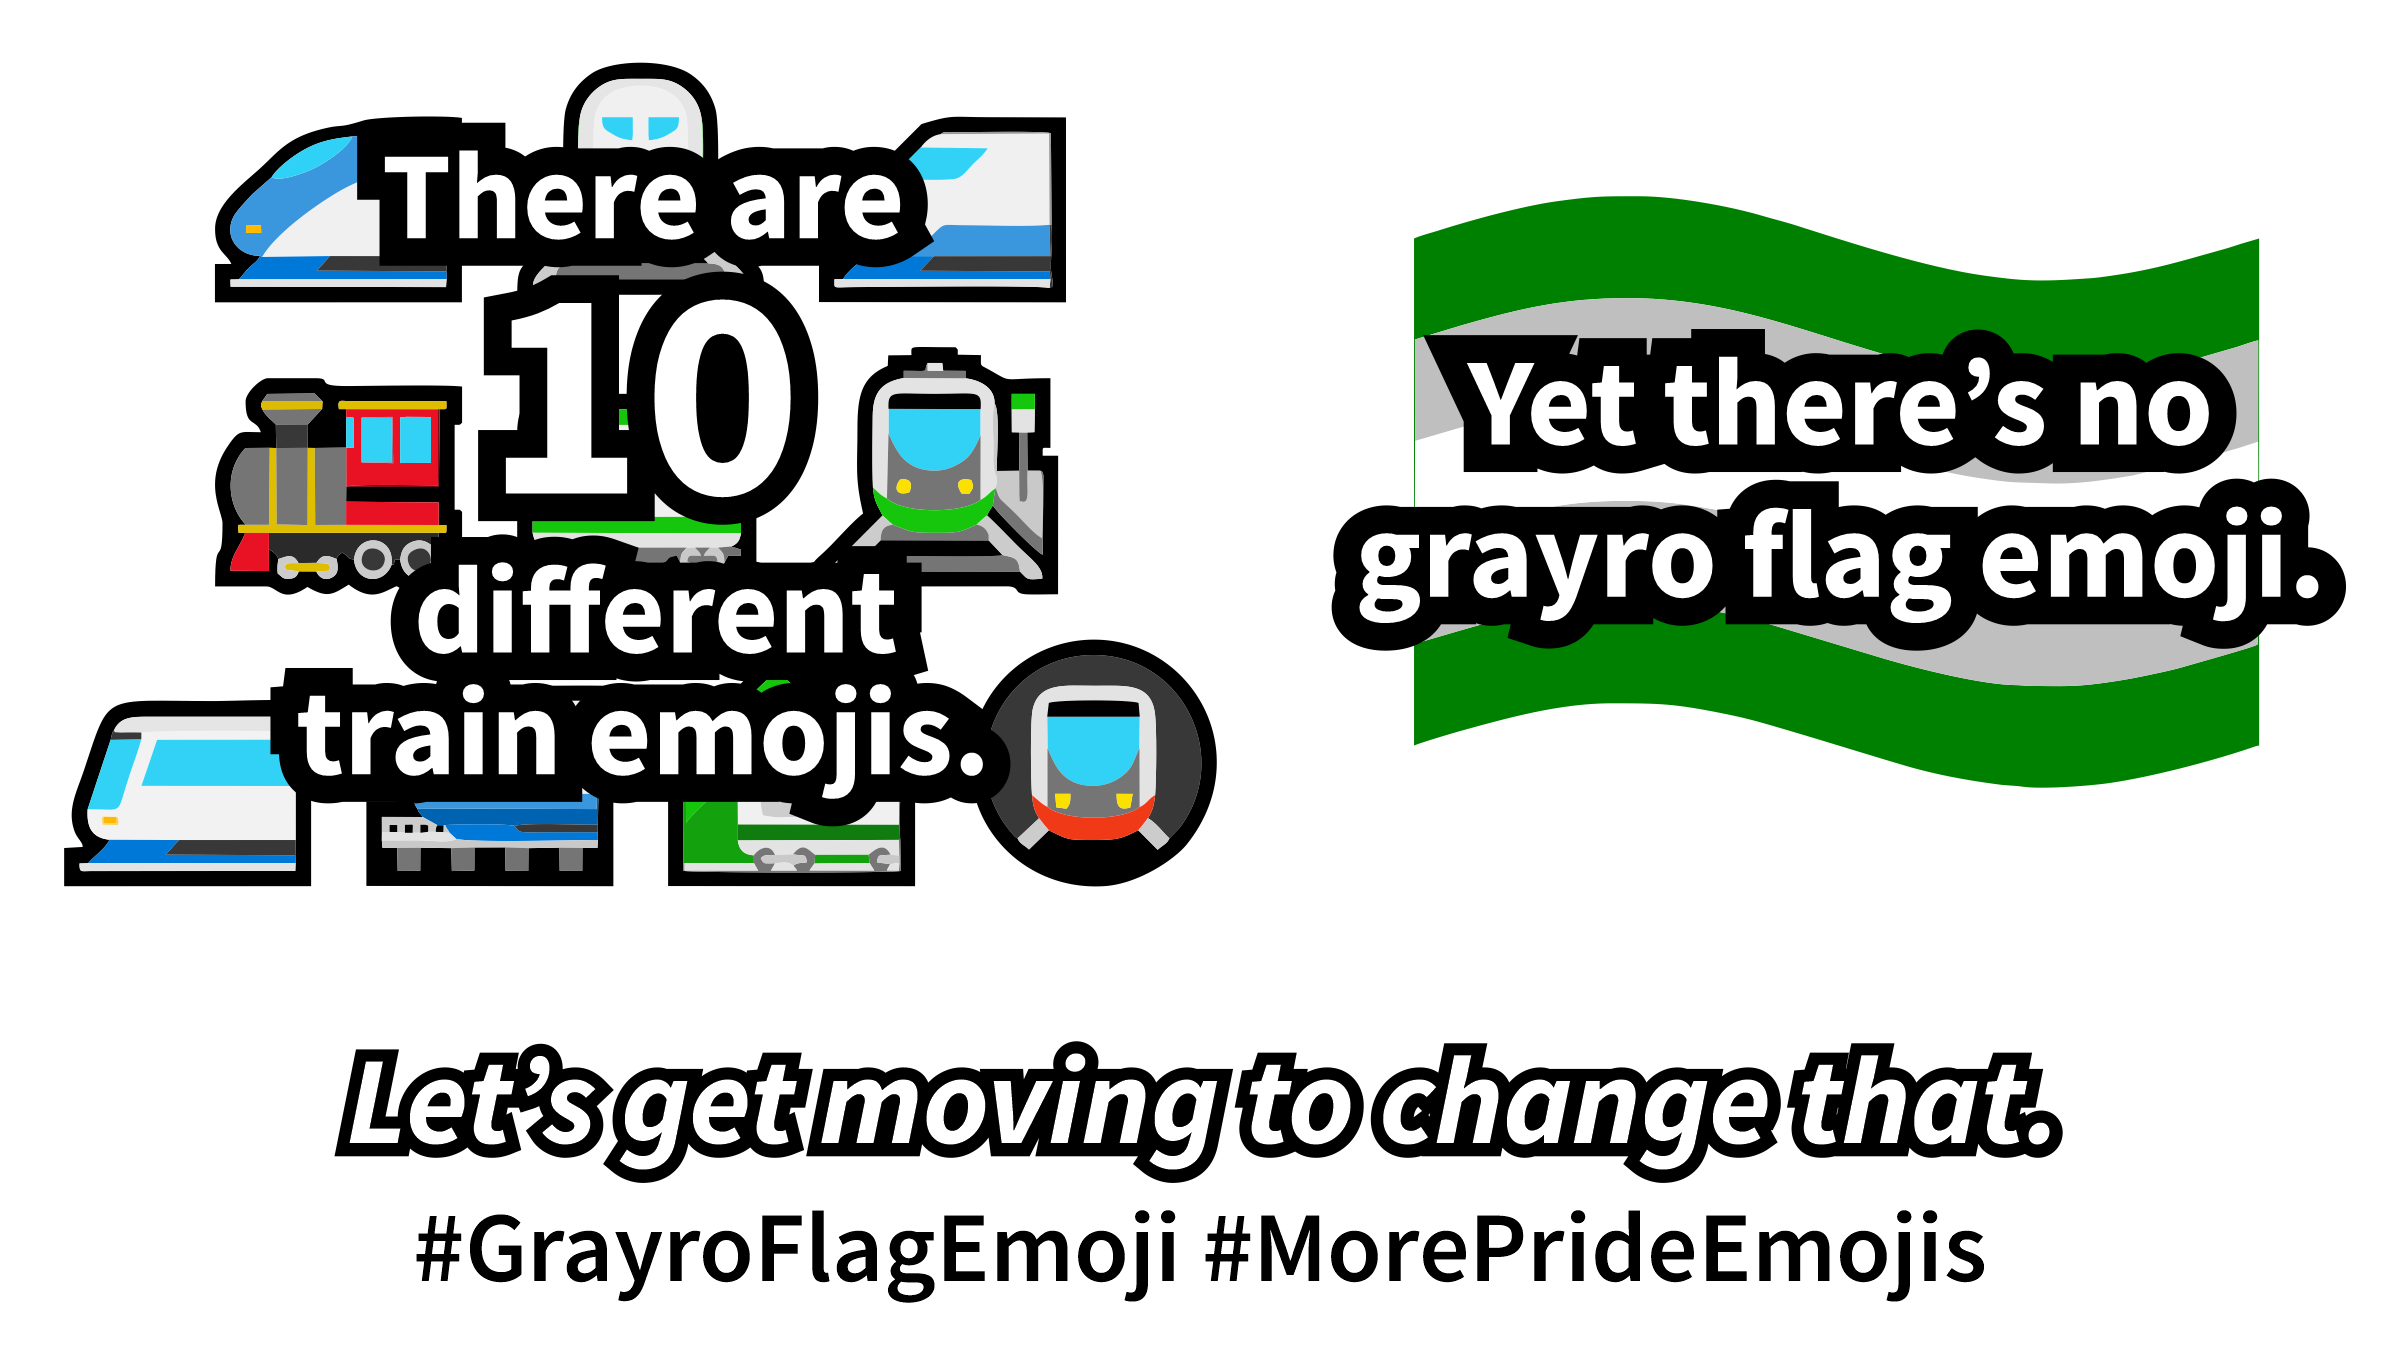 There are
10
different
train emojis.
Yet there’s no
grayro flag emoji.
Let’s get moving to change that.
#GrayroFlagEmoji #MorePrideEmojis